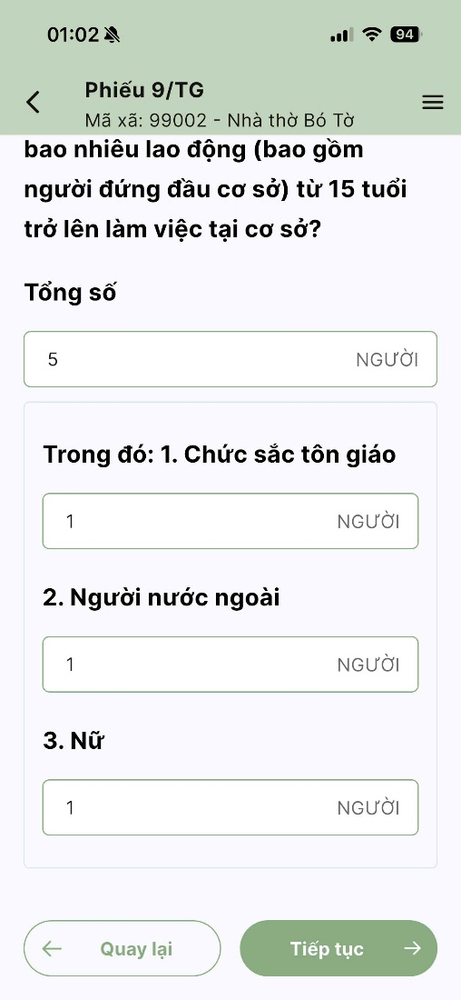 01:02
94
Phiếu 9/TG
Mã xã: 99002 - Nhà thờ Bó Tờ
bao nhiêu lao động (bao gồm
người đứng đầu cơ sở) từ 15 tuổi
trở lên làm việc tại cơ sở?
Tổng số
5 NGƯỜI
Trong đó: 1. Chức sắc tôn giáo
1 NGƯỜI
2. Người nước ngoài
1 NGƯỜI
3. Nữ
1 NGƯỜI
Quay lại
Tiếp tục